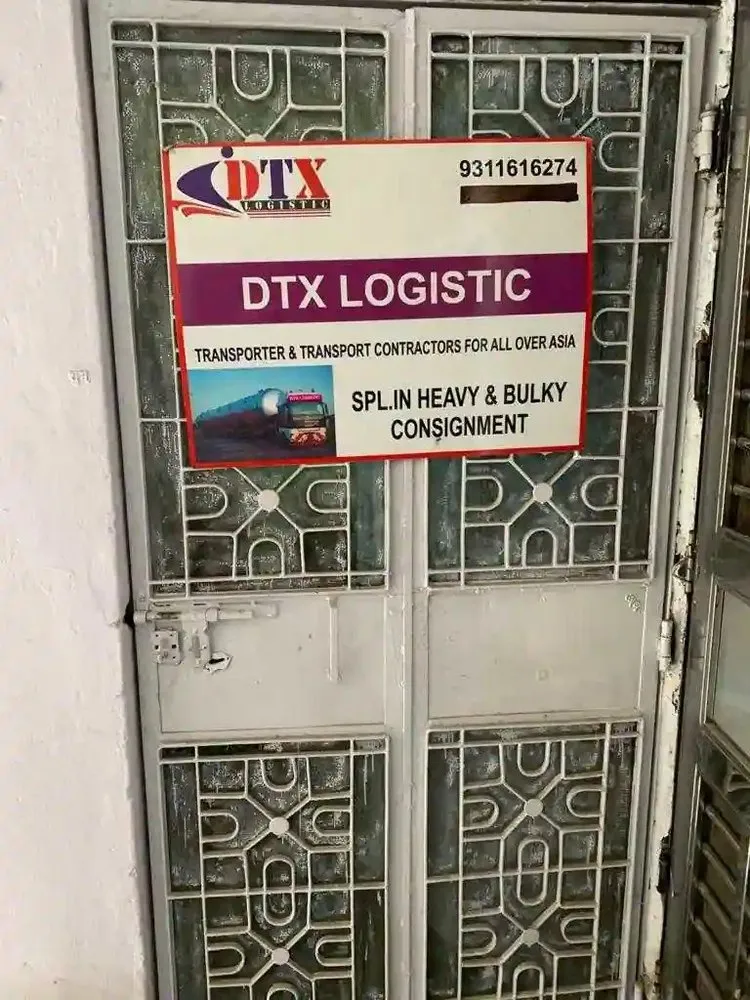 DTX
LOGISTIC
9311616274
DTX LOGISTIC
TRANSPORTER & TRANSPORT CONTRACTORS FOR ALL OVER ASIA
SPL.IN HEAVY & BULKY
CONSIGNMENT